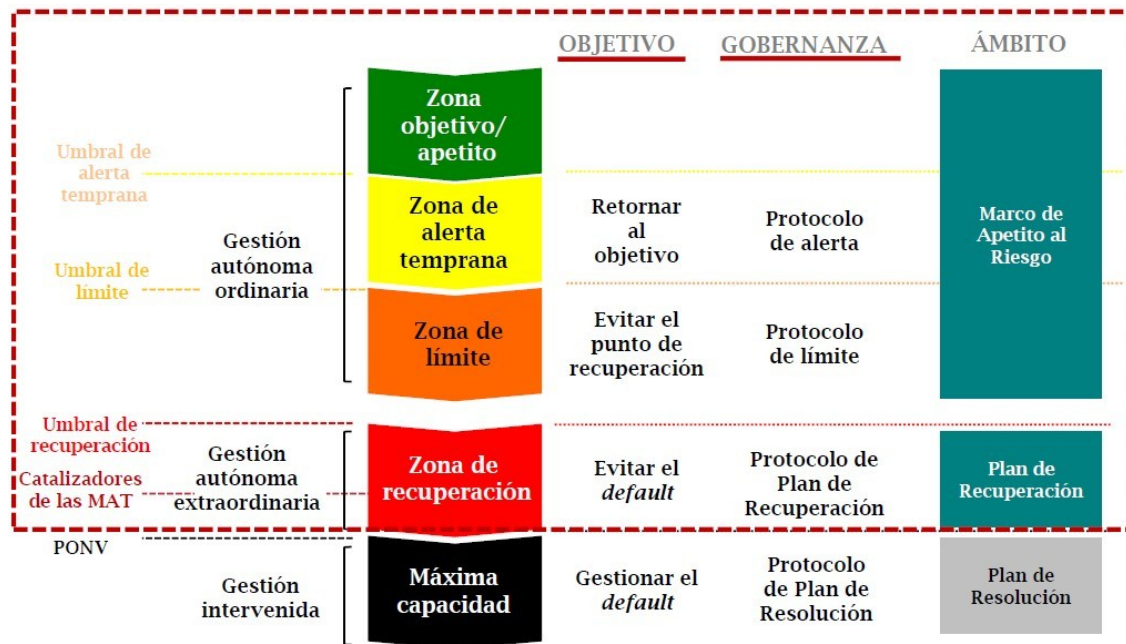 OBJETIVO
GOBERNANZA
ÁMBITO
Zona
objetivo/
apetito
Umbral de
alerta
temprana
Zona de
alerta
temprana
Retornar
al
objetivo
Protocolo
de alerta
Marco de
Apetito al
Riesgo
Gestión
autónoma
ordinaria
Umbral de
límite
Zona de
límite
Evitar el
punto de
recuperación
Protocolo
de límite
Umbral de
recuperación
Catalizadores
de las MAT
Gestión
autónoma
extraordinaria
Zona de
recuperación
Evitar el
default
Protocolo de
Plan de
Recuperación
Plan de
Recuperación
PONV
Gestión
intervenida
Máxima
capacidad
Gestionar el
default
Protocolo
de Plan de
Resolución
Plan de
Resolución